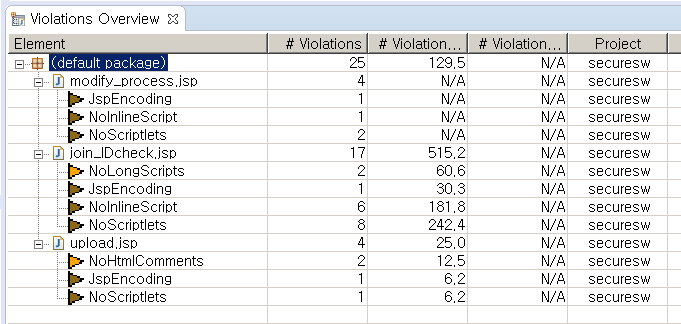 Violations Overview
Element # Violations # Violation... # Violation... Project
(default package) 25 129.5 N/A securesw
modify_process.jsp 4 N/A N/A securesw
JspEncoding 1 N/A N/A securesw
NoInlineScript 1 N/A N/A securesw
NoScriptlets 2 N/A N/A securesw
join_IDcheck.jsp 17 515.2 N/A securesw
NoLongScripts 2 60.6 N/A securesw
JspEncoding 1 30.3 N/A securesw
NoInlineScript 6 181.8 N/A securesw
NoScriptlets 8 242.4 N/A securesw
upload.jsp 4 25.0 N/A securesw
NoHtmlComments 2 12.5 N/A securesw
JspEncoding 1 6.2 N/A securesw
NoScriptlets 1 6.2 N/A securesw